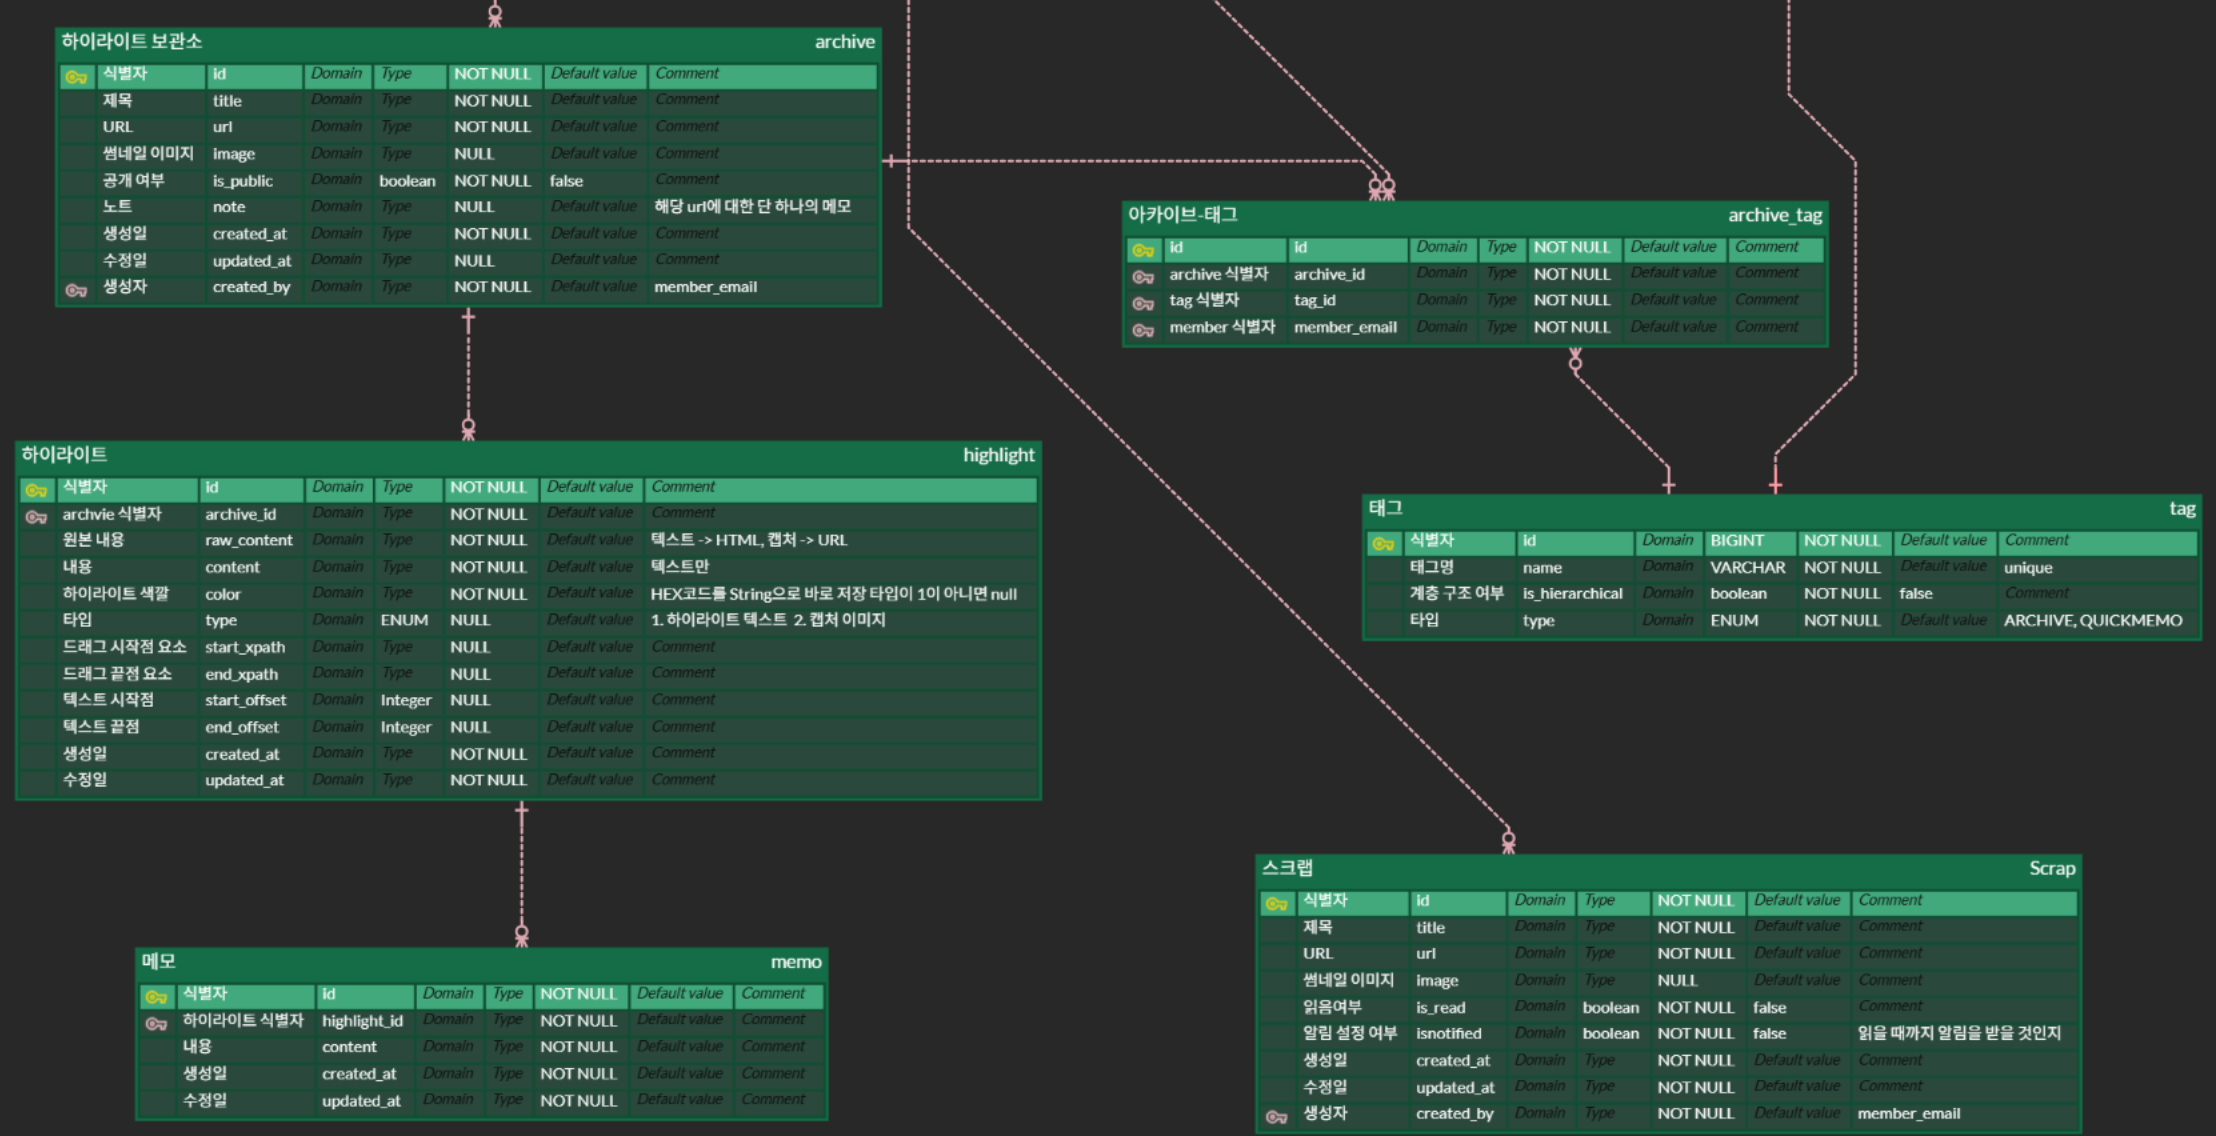 하이라이트 보관소 archive
식별자 id Domain Type NOT NULL Default value Comment
제목 title Domain Type NOT NULL Default value Comment
URL url Domain Type NOT NULL Default value Comment
썸네일 이미지 image Domain Type NULL Default value Comment
공개 여부 is_public Domain boolean NOT NULL false Comment
노트 note Domain Type NULL Default value 해당 url에 대한 단 하나의 메모
생성일 created_at Domain Type NOT NULL Default value Comment
수정일 updated_at Domain Type NULL Default value Comment
생성자 created_by Domain Type NOT NULL Default value member_email
아카이브-태그 archive_tag
id id Domain Type NOT NULL Default value Comment
archive 식별자 archive_id Domain Type NOT NULL Default value Comment
tag 식별자 tag_id Domain Type NOT NULL Default value Comment
member 식별자 member_email Domain Type NOT NULL Default value Comment
하이라이트 highlight
식별자 id Domain Type NOT NULL Default value Comment
archvie 식별자 archive_id Domain Type NOT NULL Default value Comment
원본 내용 raw_content Domain Type NOT NULL Default value 텍스트 -> HTML, 캡처 -> URL
내용 content Domain Type NOT NULL Default value 텍스트만
하이라이트 색깔 color Domain Type NOT NULL Default value HEX코드를 String으로 바로 저장 타입이 1이 아니면 null
타입 type Domain ENUM NULL Default value 1. 하이라이트 텍스트 2. 캡처 이미지
드래그 시작점 요소 start_xpath Domain Type NULL Default value Comment
드래그 끝점 요소 end_xpath Domain Type NULL Default value Comment
텍스트 시작점 start_offset Domain Integer NULL Default value Comment
텍스트 끝점 end_offset Domain Integer NULL Default value Comment
생성일 created_at Domain Type NOT NULL Default value Comment
수정일 updated_at Domain Type NOT NULL Default value Comment
태그 tag
식별자 id Domain BIGINT NOT NULL Default value Comment
태그명 name Domain VARCHAR NOT NULL Default value unique
계층 구조 여부 is_hierarchical Domain boolean NOT NULL false Comment
타입 type Domain ENUM NOT NULL Default value ARCHIVE, QUICKMEMO
메모 memo
식별자 id Domain Type NOT NULL Default value Comment
하이라이트 식별자 highlight_id Domain Type NOT NULL Default value Comment
내용 content Domain Type NOT NULL Default value Comment
생성일 created_at Domain Type NOT NULL Default value Comment
수정일 updated_at Domain Type NOT NULL Default value Comment
스크랩 Scrap
식별자 id Domain Type NOT NULL Default value Comment
제목 title Domain Type NOT NULL Default value Comment
URL url Domain Type NOT NULL Default value Comment
썸네일 이미지 image Domain Type NULL Default value Comment
읽음여부 is_read Domain boolean NOT NULL false Comment
알림 설정 여부 isnotified Domain boolean NOT NULL false 읽을 때까지 알림을 받을 것인지
생성일 created_at Domain Type NOT NULL Default value Comment
수정일 updated_at Domain Type NOT NULL Default value Comment
생성자 created_by Domain Type NOT NULL Default value member_email